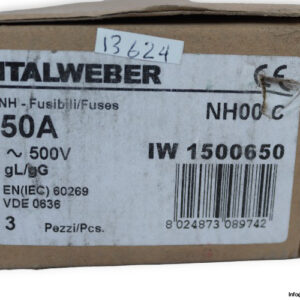 13624
ITALWEBER
CE
NH - Fusibili/Fuses
NH00 C
50A
~ 500V
IW 1500650
gL/gG
EN(IEC) 60269
VDE 0636
3 Pezzi/Pcs.
8 024873 089742